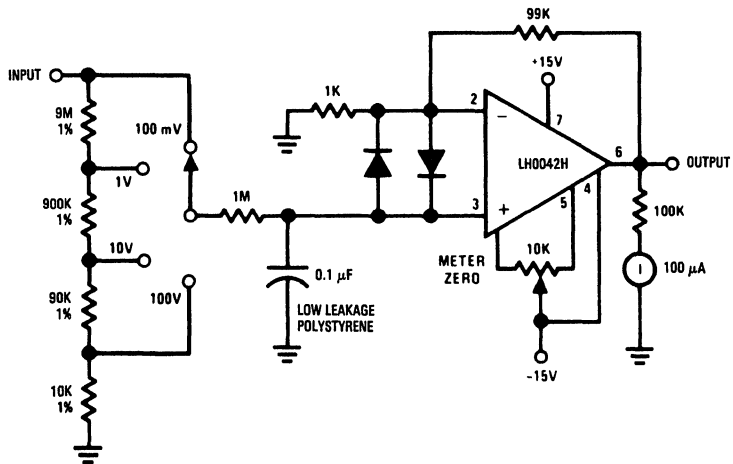 99K
+15V
INPUT
1K
2
−
7
9M
1%
100 mV
LH0042H
6
OUTPUT
1V
4
900K
1%
1M
3
+
5
100K
10V
METER
ZERO
10K
I
100 μA
0.1 μF
90K
1%
100V
LOW LEAKAGE
POLYSTYRENE
−15V
10K
1%